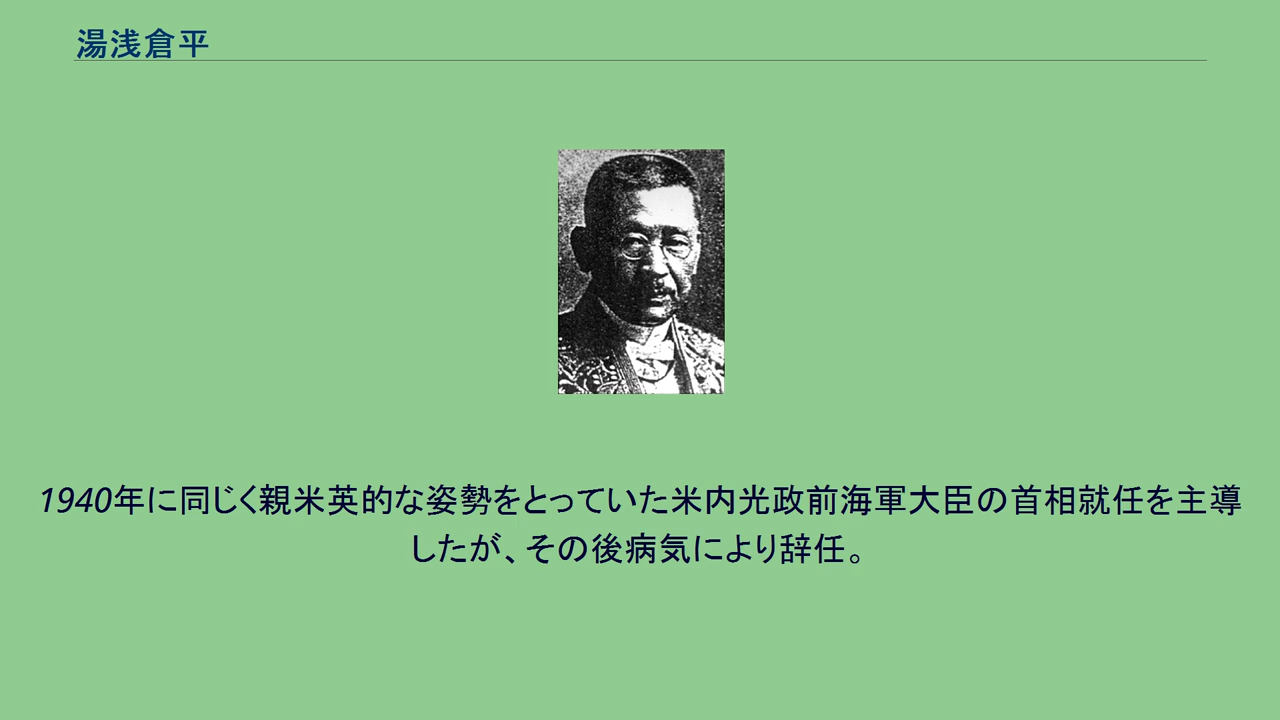 湯浅倉平
1940年に同じく親米英的な姿勢をとっていた米内光政前海軍大臣の首相就任を主導
したが、その後病気により辞任。